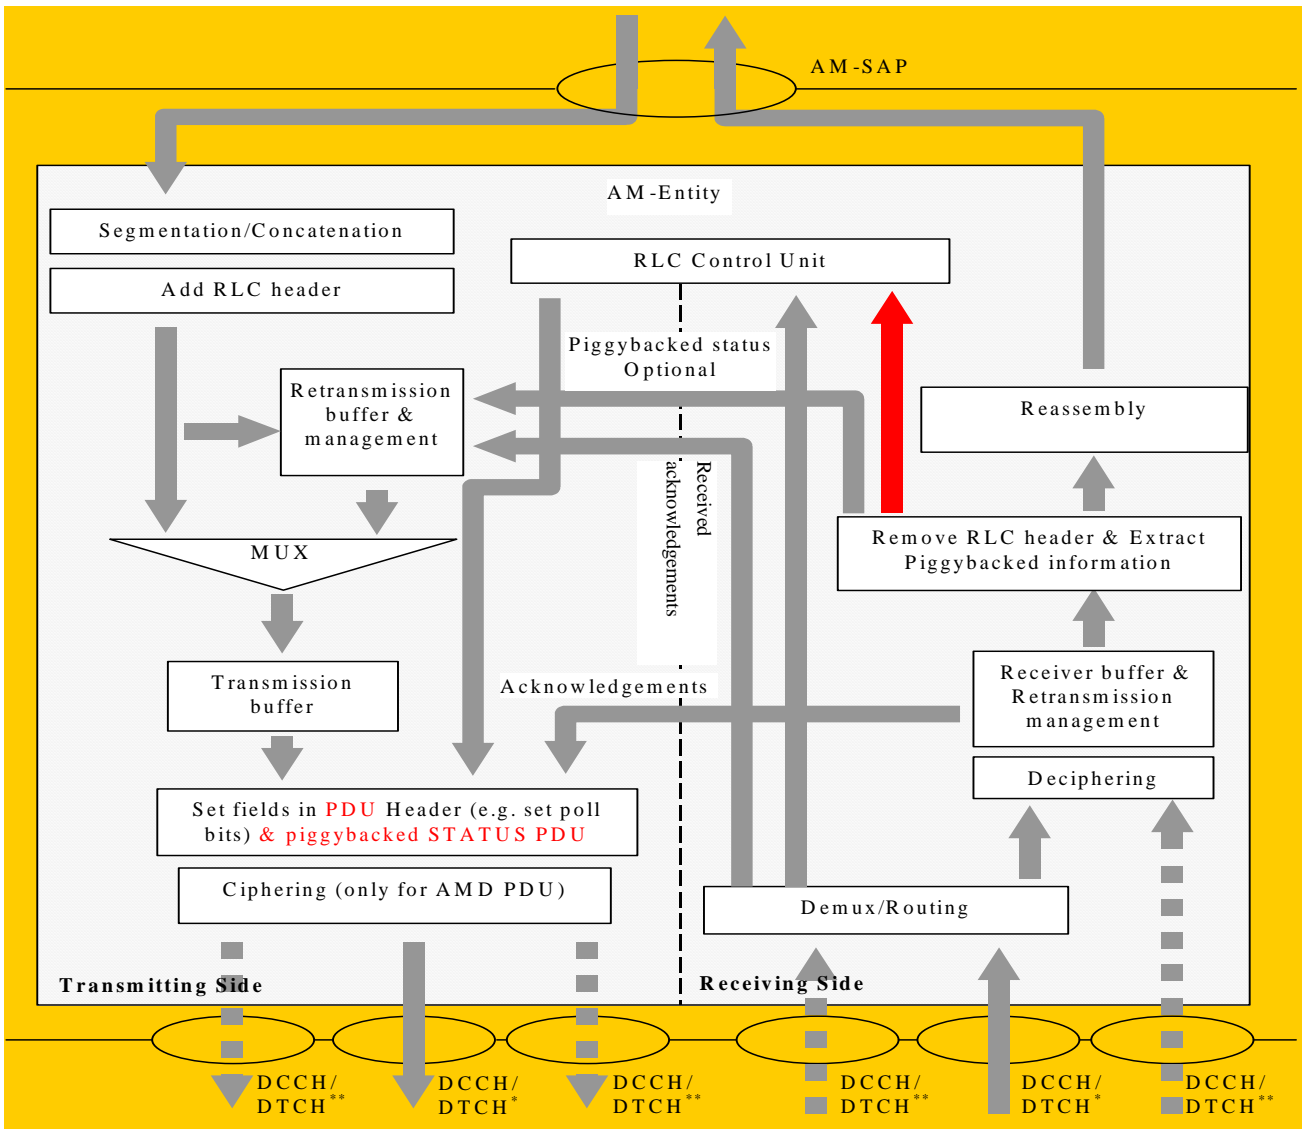 AM-SAP
AM-Entity
Segmentation/Concatenation
RLC Control Unit
Add RLC header
Piggybacked status
Optional
Retransmission
buffer &
management
Reassembly
Received
acknowledgements
Remove RLC header & Extract
Piggybacked information
MUX
Transmission
buffer
Acknowledgements
Receiver buffer &
Retransmission
management
Deciphering
Set fields in PDU Header (e.g. set poll
bits) & piggybacked STATUS PDU
Ciphering (only for AMD PDU)
Demux/Routing
Transmitting Side
Receiving Side
DCCH/
DTCH**
DCCH/
DTCH*
DCCH/
DTCH**
DCCH/
DTCH**
DCCH/
DTCH*
DCCH/
DTCH**